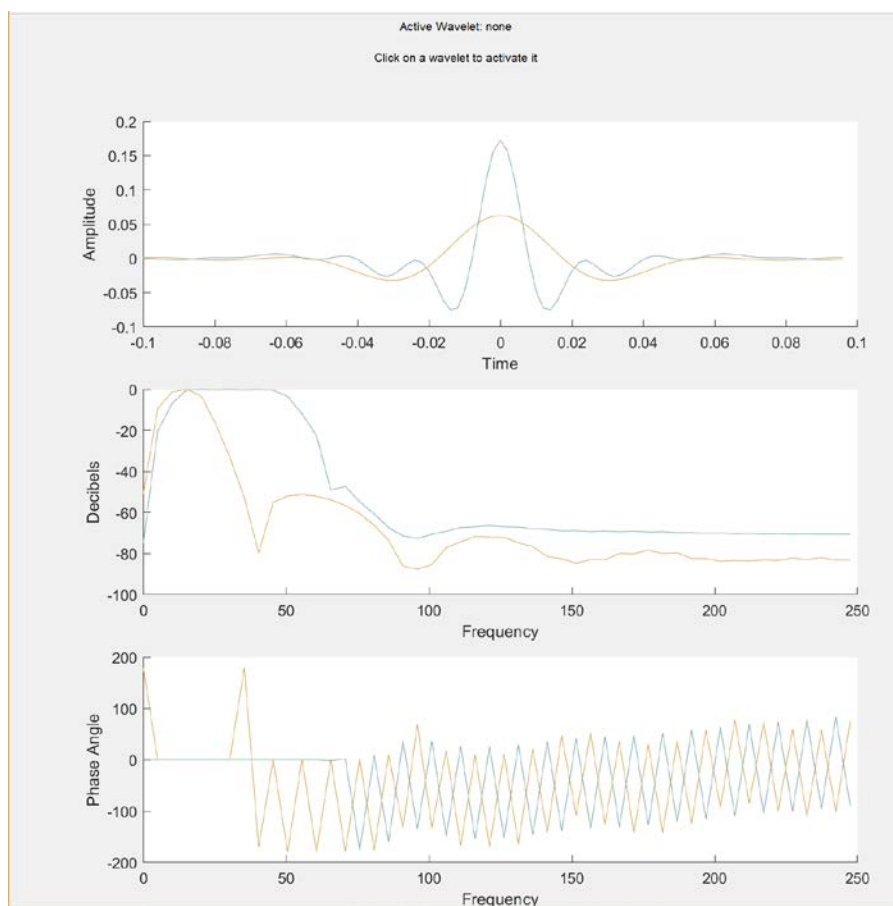 Active Wavelet: none
Click on a wavelet to activate it
0.2
0.15
0.1
0.05
0
-0.05
-0.1
Amplitude
-0.1 -0.08 -0.06 -0.04 -0.02 0 0.02 0.04 0.06 0.08 0.1
Time
0
-20
-40
-60
-80
-100
Decibels
0 50 100 150 200 250
Frequency
200
100
0
-100
-200
Phase Angle
0 50 100 150 200 250
Frequency